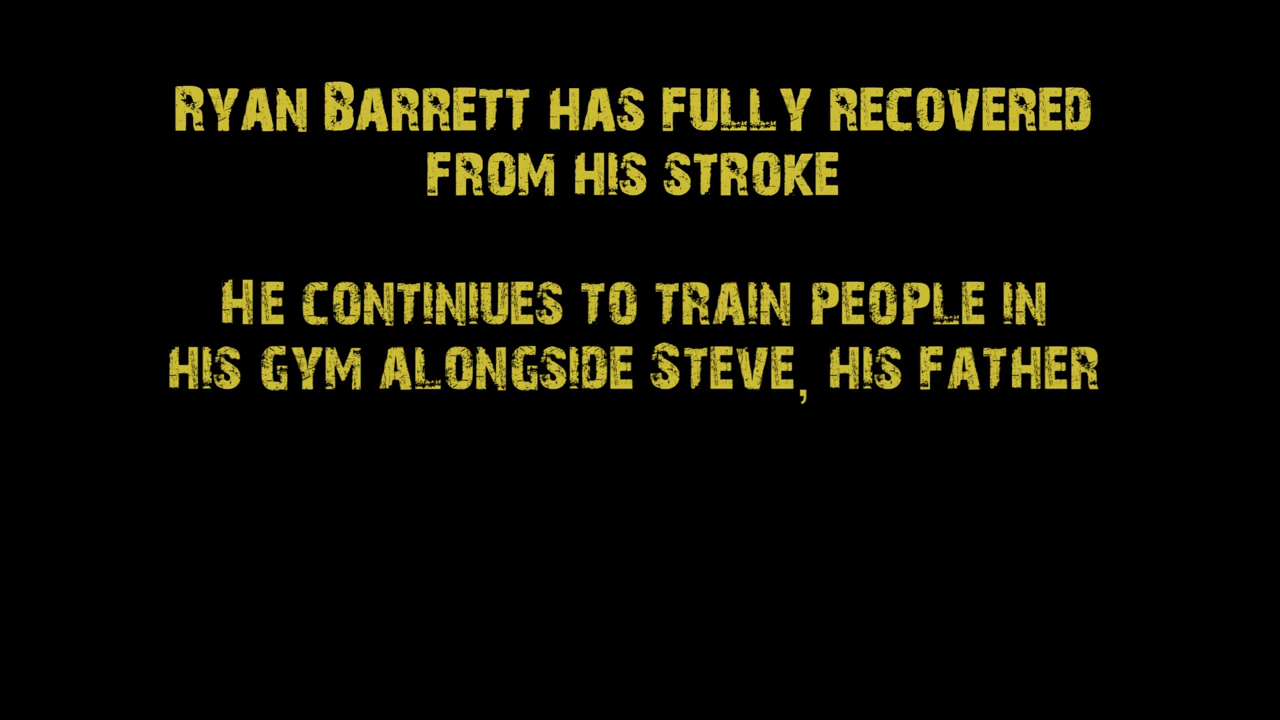 Ryan Barrett has fully recovered
from his stroke
He continiues to train people in
his gym alongside Steve, his Father